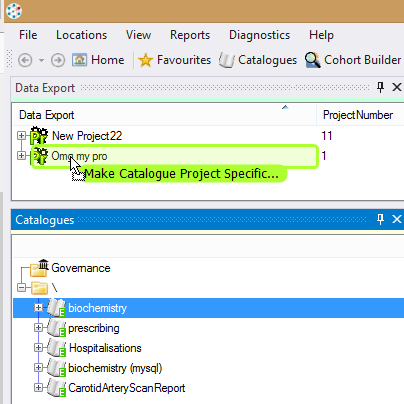 File Locations View Reports Diagnostics Help
Home Favourites Catalogues Cohort Builder
Data Export
Data Export ProjectNumber
New Project22 11
Omg my pro 1
Make Catalogue Project Specific...
Catalogues
Governance
\
biochemistry
prescribing
Hospitalisations
biochemistry (mysql)
CarotidArteryScanReport